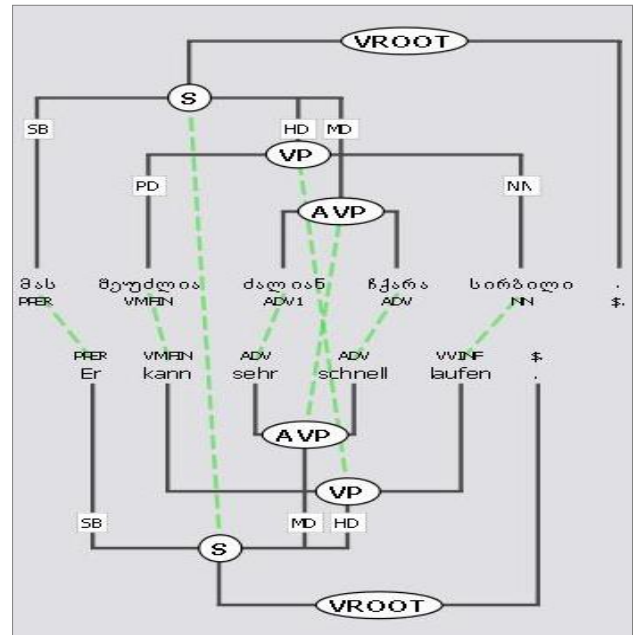 VROOT
S
SB HD MD
VP
PD NN
AVP
მას შეუძლია ძალიან ჩქარა სირბილი .
PPER VMFIN ADV1 ADV NN $.
PPER VMFIN ADV ADV VVINF $.
Er kann sehr schnell laufen .
AVP
VP
SB MD HD
S
VROOT